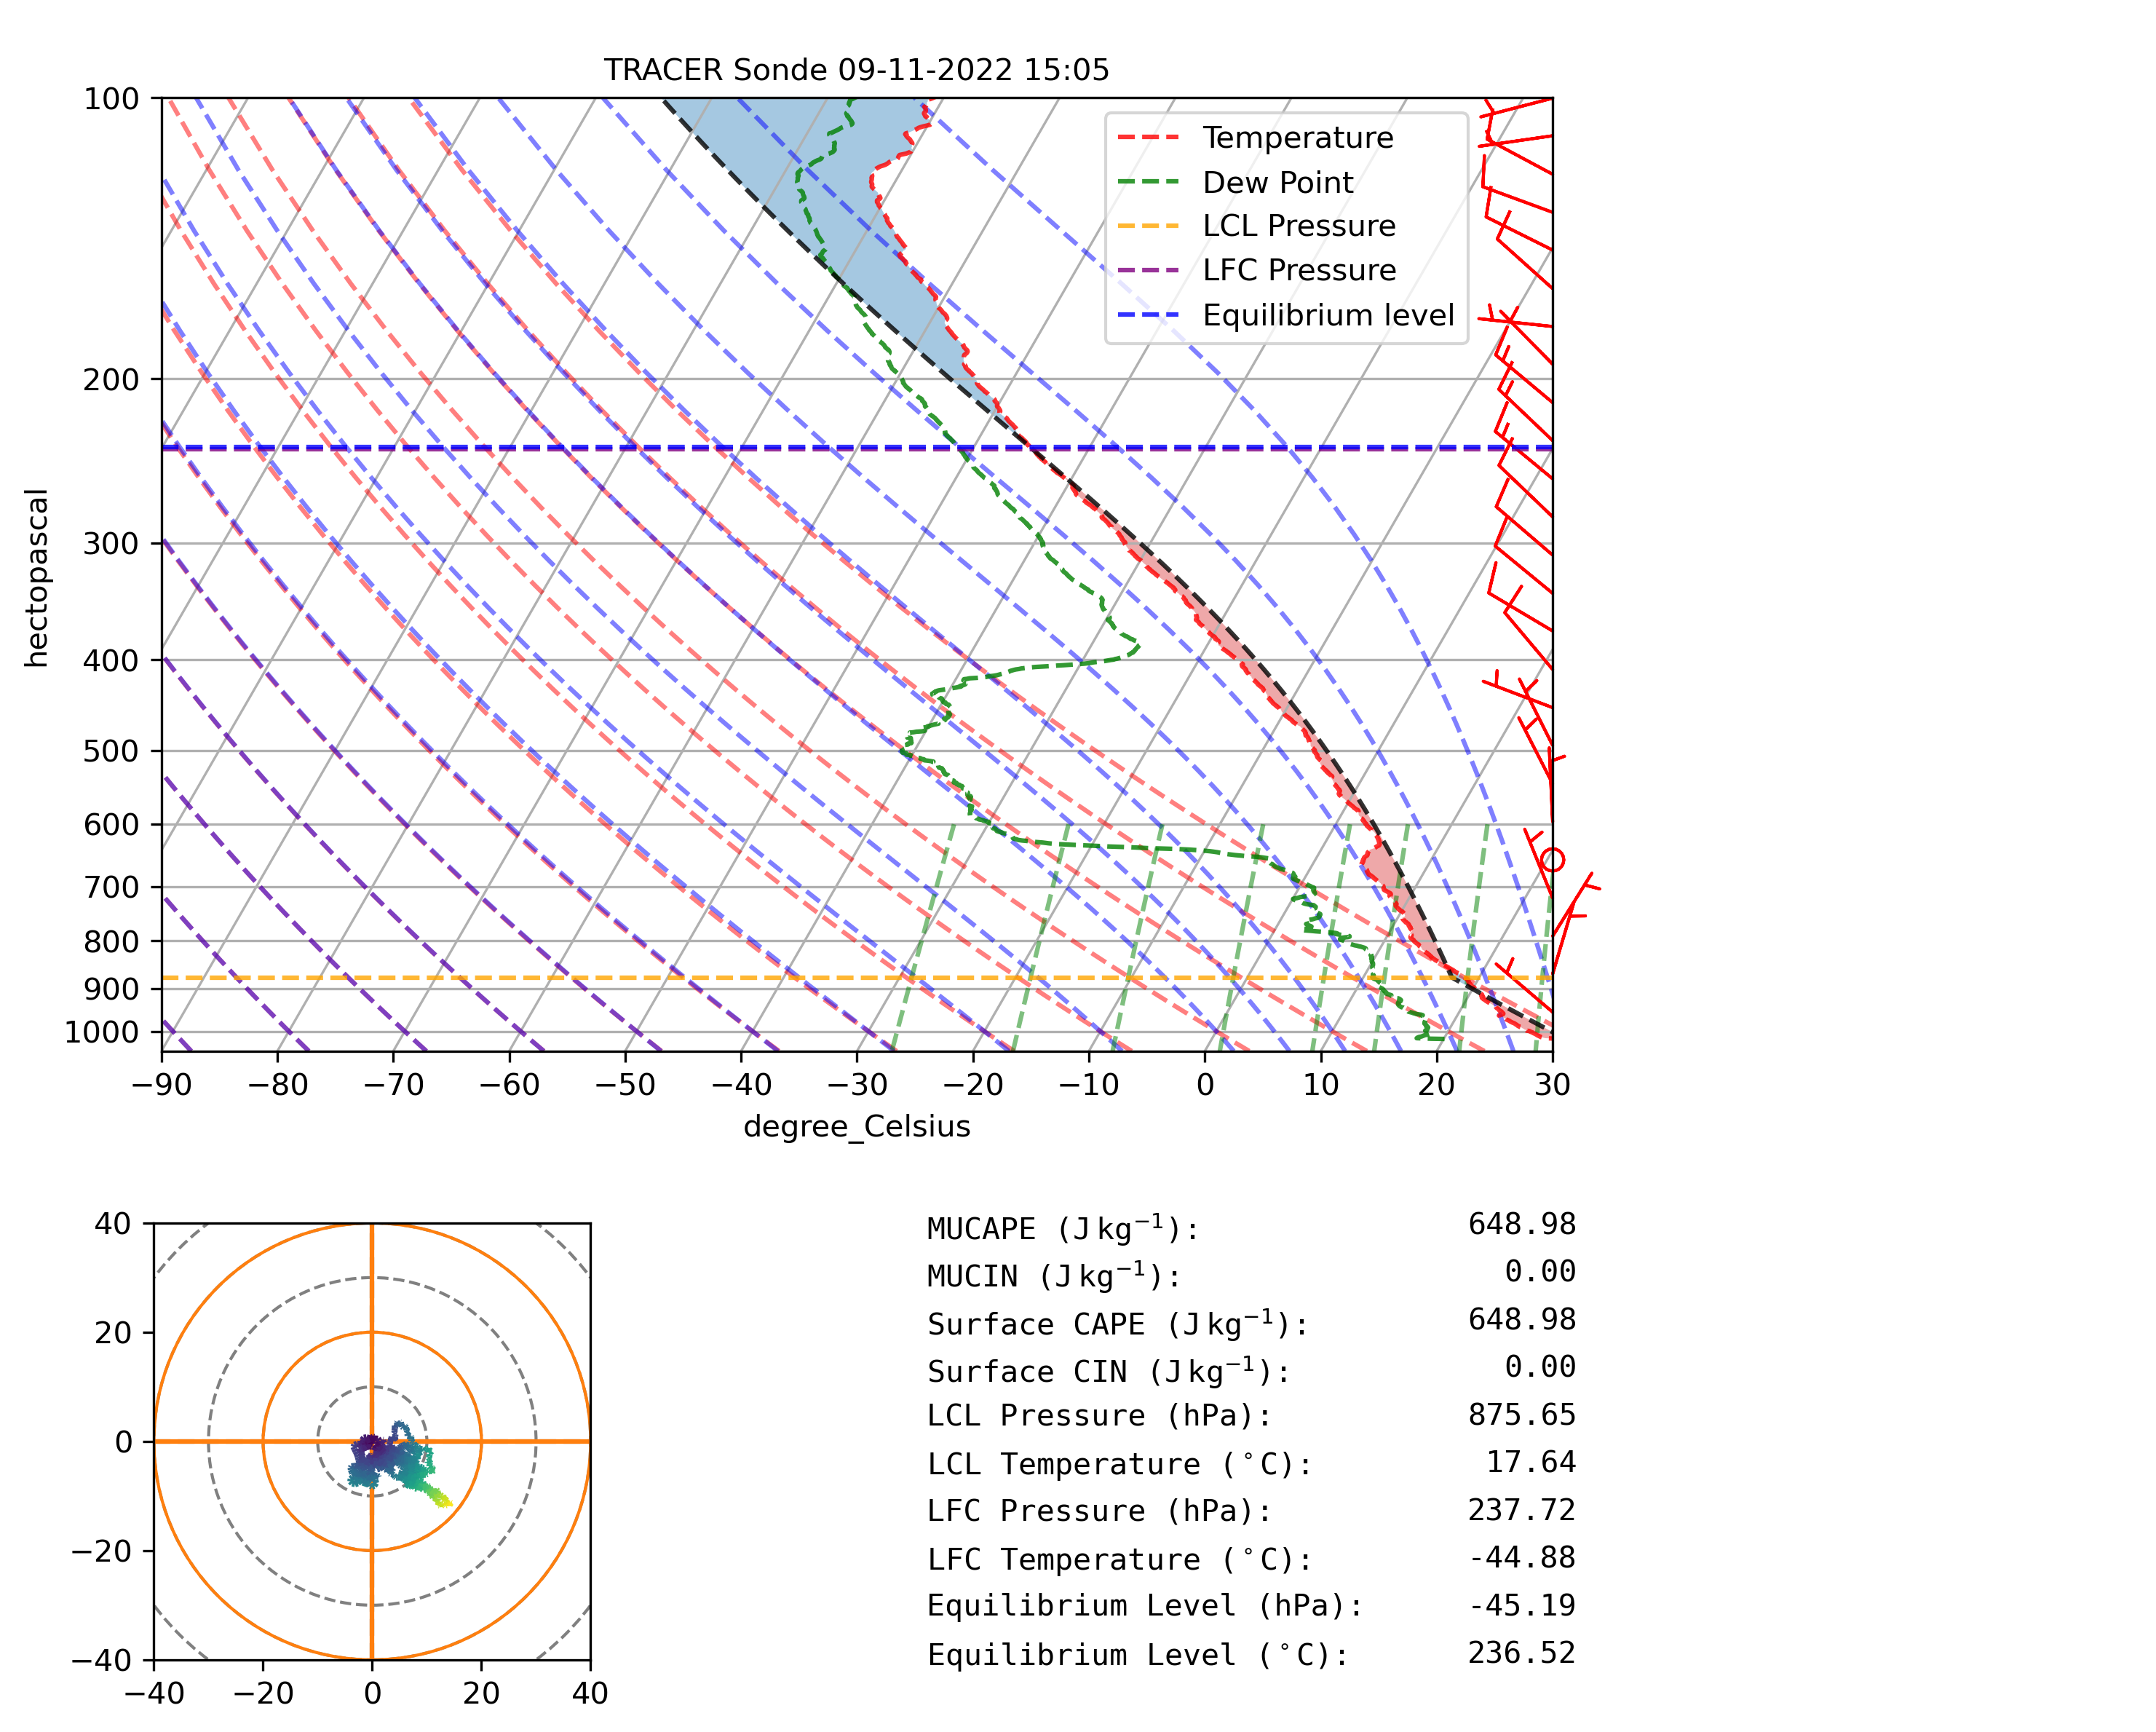 TRACER Sonde 09-11-2022 15:05
100
200
300
400
500
600
700
800
900
1000
hectopascal
Temperature
Dew Point
LCL Pressure
LFC Pressure
Equilibrium level
−90 −80 −70 −60 −50 −40 −30 −20 −10 0 10 20 30
degree_Celsius
40
20
0
−20
−40
−40 −20 0 20 40
MUCAPE (J kg⁻¹): 648.98
MUCIN (J kg⁻¹): 0.00
Surface CAPE (J kg⁻¹): 648.98
Surface CIN (J kg⁻¹): 0.00
LCL Pressure (hPa): 875.65
LCL Temperature (°C): 17.64
LFC Pressure (hPa): 237.72
LFC Temperature (°C): -44.88
Equilibrium Level (hPa): -45.19
Equilibrium Level (°C): 236.52